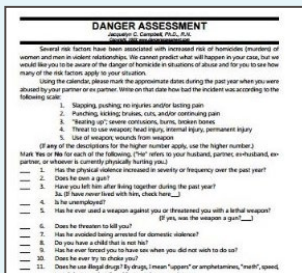 DANGER ASSESSMENT
Jacquelyn C. Campbell, Ph.D., R.N.
Several risk factors have been associated with increased risk of homicides (murders) of
women and men in violent relationships. We cannot predict what will happen in your case, but we
would like you to be aware of the danger of homicide in situations of abuse and for you to see how
many of the risk factors apply to your situation.
Using the calendar, please mark the approximate dates during the past year when you were
abused by your partner or ex partner. Write on that date how bad the incident was according to the
following scale:
1. Slapping, pushing; no injuries and/or lasting pain
2. Punching, kicking; bruises, cuts, and/or continuing pain
3. "Beating up"; severe contusions, burns, broken bones
4. Threat to use weapon; head injury, internal injury, permanent injury
5. Use of weapon; wounds from weapon
(If any of the descriptions for the higher number apply, use the higher number.)
Mark Yes or No for each of the following. ("He" refers to your husband, partner, ex-husband, ex-
partner, or whoever is currently physically hurting you.)
___ 1. Has the physical violence increased in severity or frequency over the past year?
___ 2. Does he own a gun?
___ 3. Have you left him after living together during the past year?
3a. (If have never lived with him, check here___)
___ 4. Is he unemployed?
___ 5. Has he ever used a weapon against you or threatened you with a lethal weapon?
(If yes, was the weapon a gun?___)
___ 6. Does he threaten to kill you?
___ 7. Has he avoided being arrested for domestic violence?
___ 8. Do you have a child that is not his?
___ 9. Has he ever forced you to have sex when you did not wish to do so?
___ 10. Does he ever try to choke you?
___ 11. Does he use illegal drugs? By drugs, I mean "uppers" or amphetamines, "meth", speed,